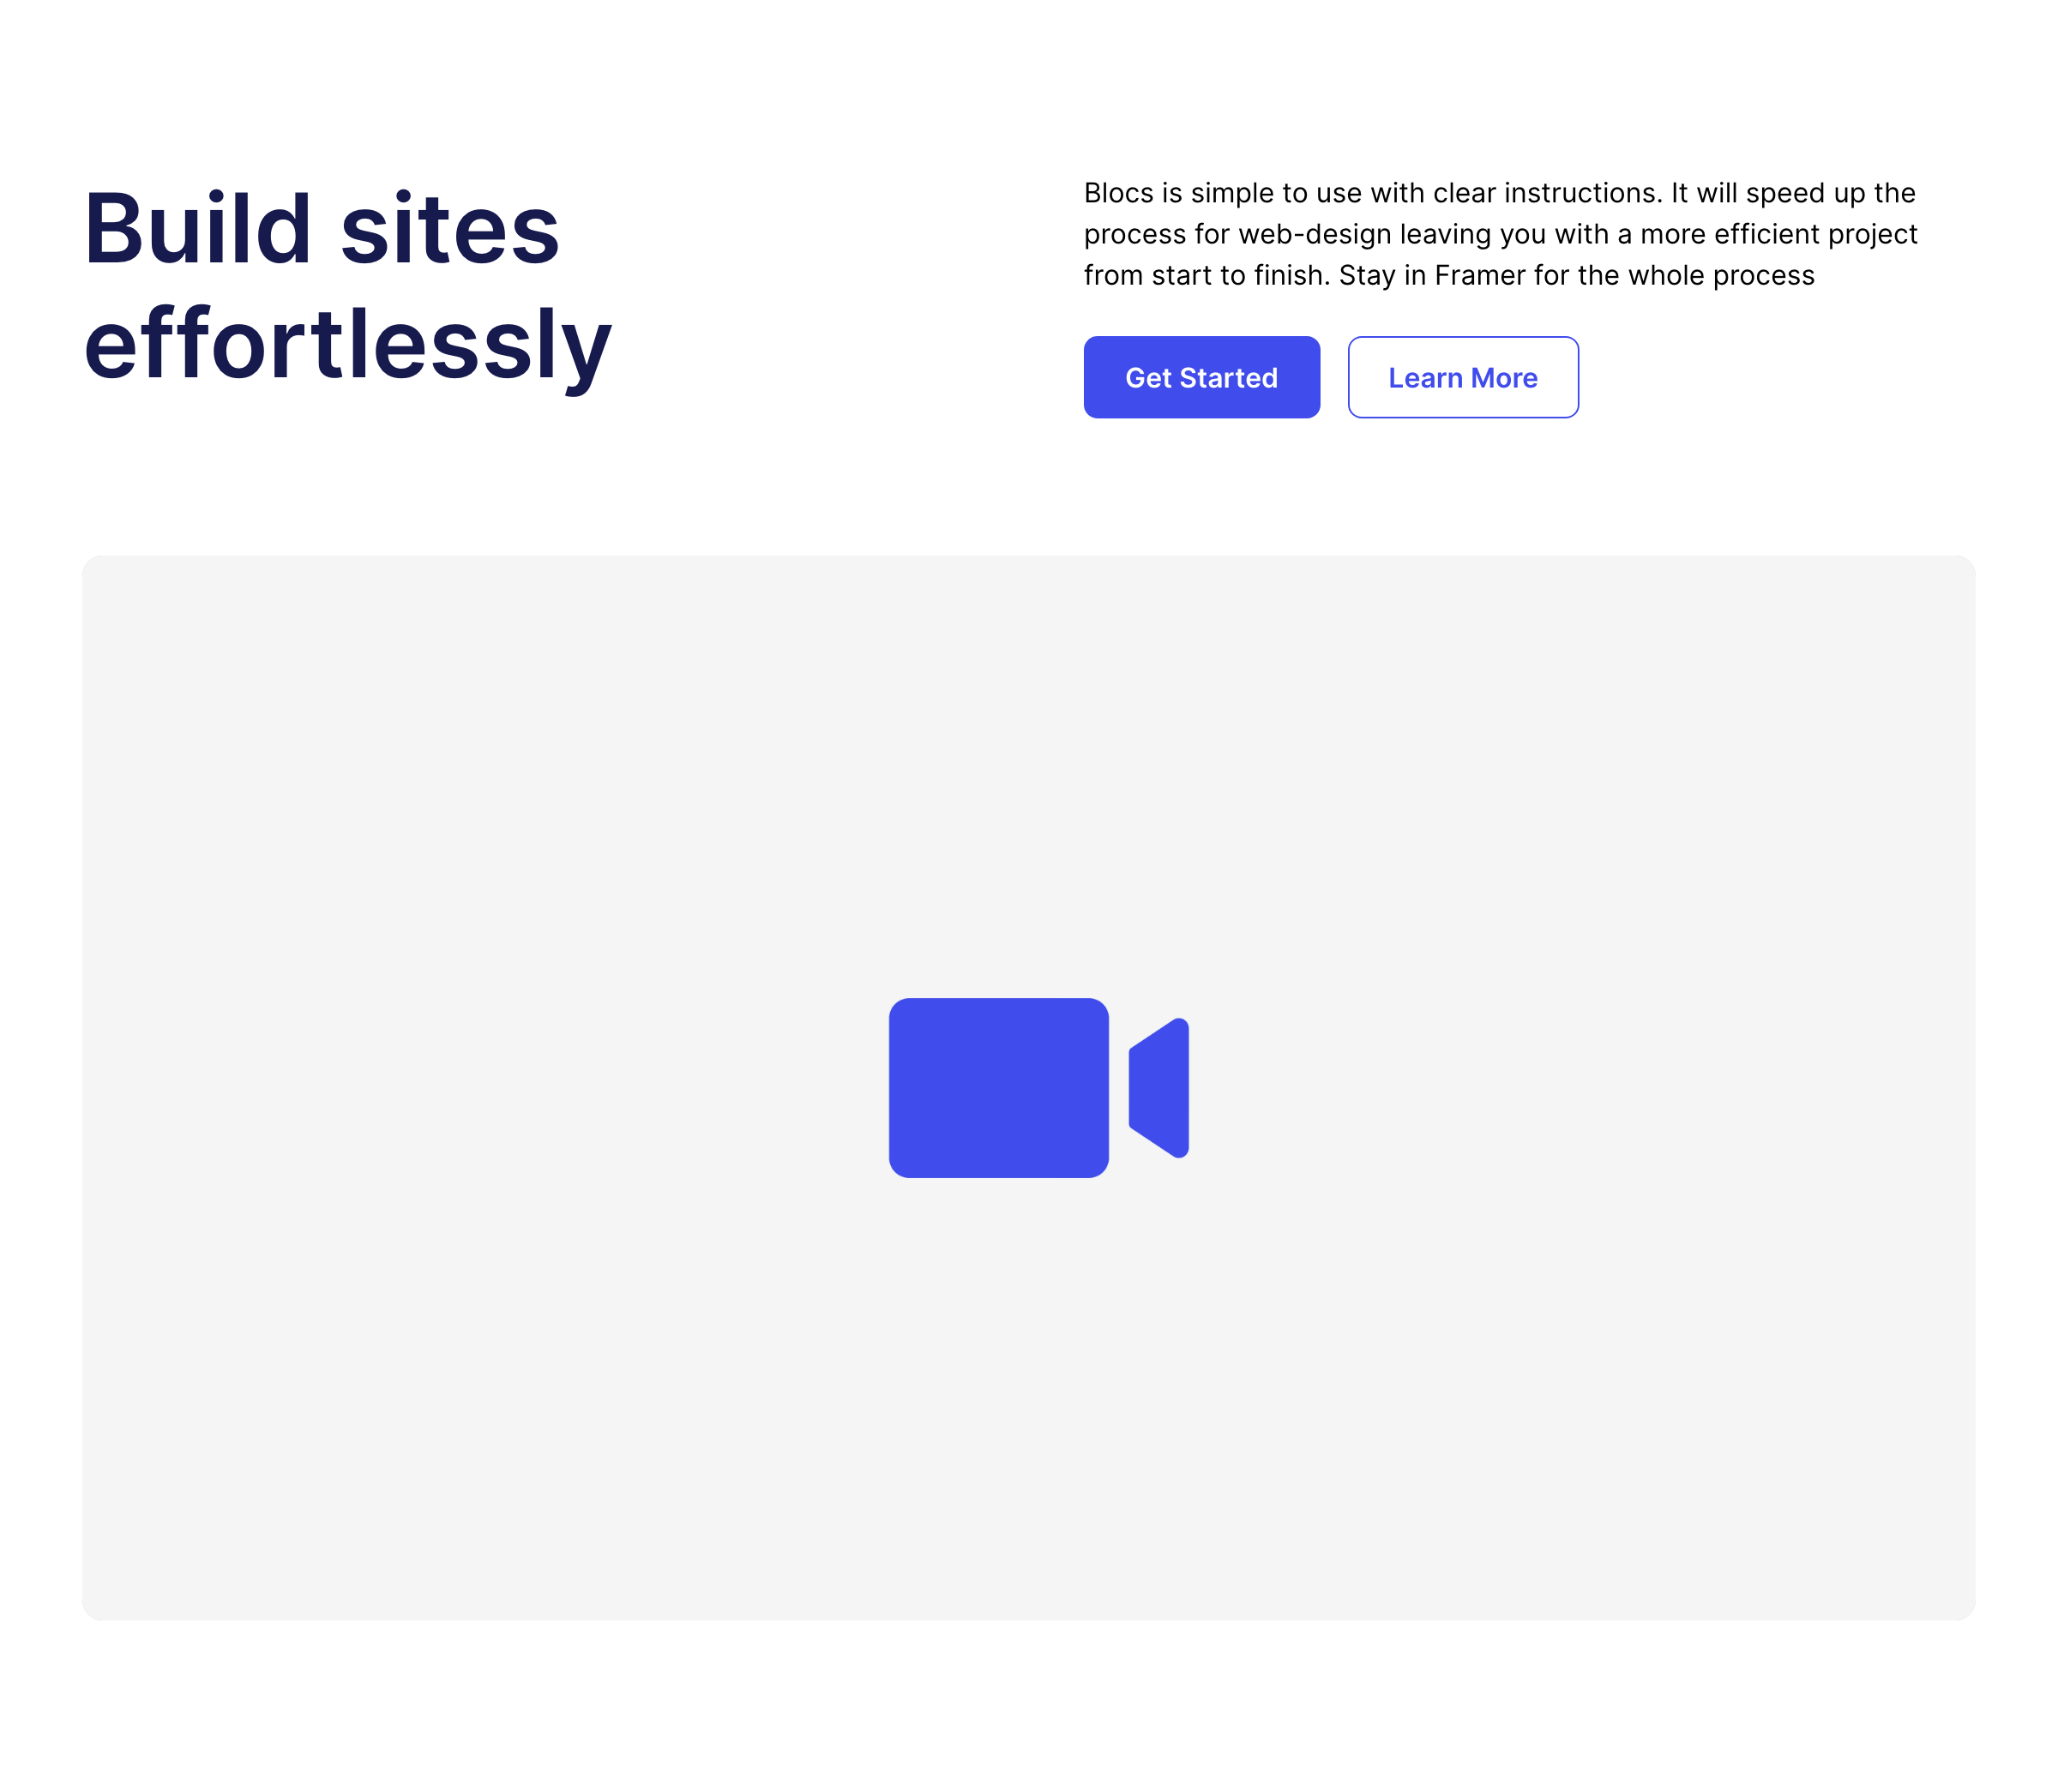 Build sites
effortlessly
Blocs is simple to use with clear instructions. It will speed up the
process for web-design leaving you with a more efficient project
from start to finish. Stay in Framer for the whole process
Get Started
Learn More